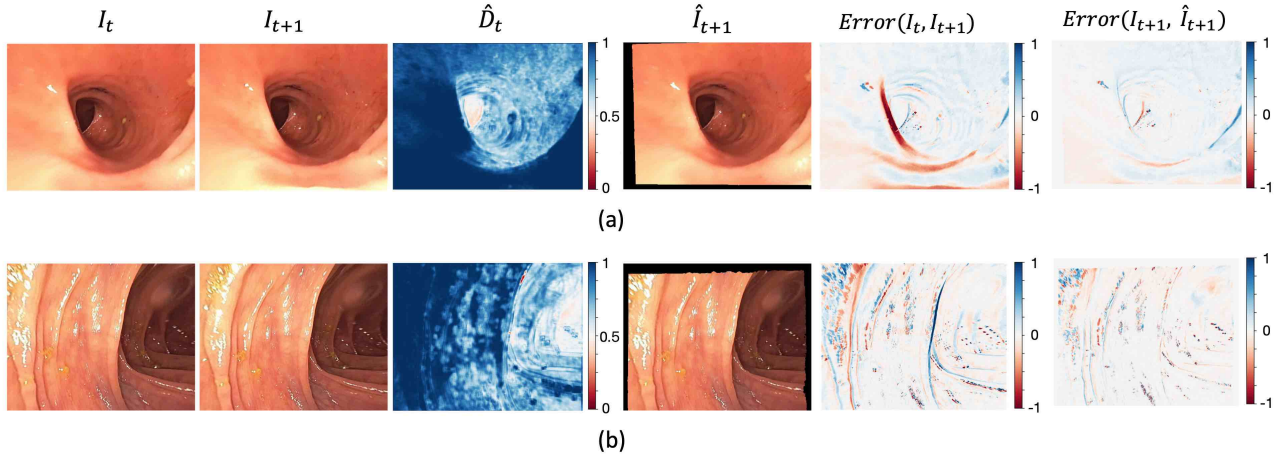 I_t I_{t+1} D̂_t Î_{t+1} Error(I_t, I_{t+1}) Error(I_{t+1}, Î_{t+1})
1 1 1
0.5 0 0
0 -1 -1
(a)
1 1 1
0.5 0 0
0 -1 -1
(b)